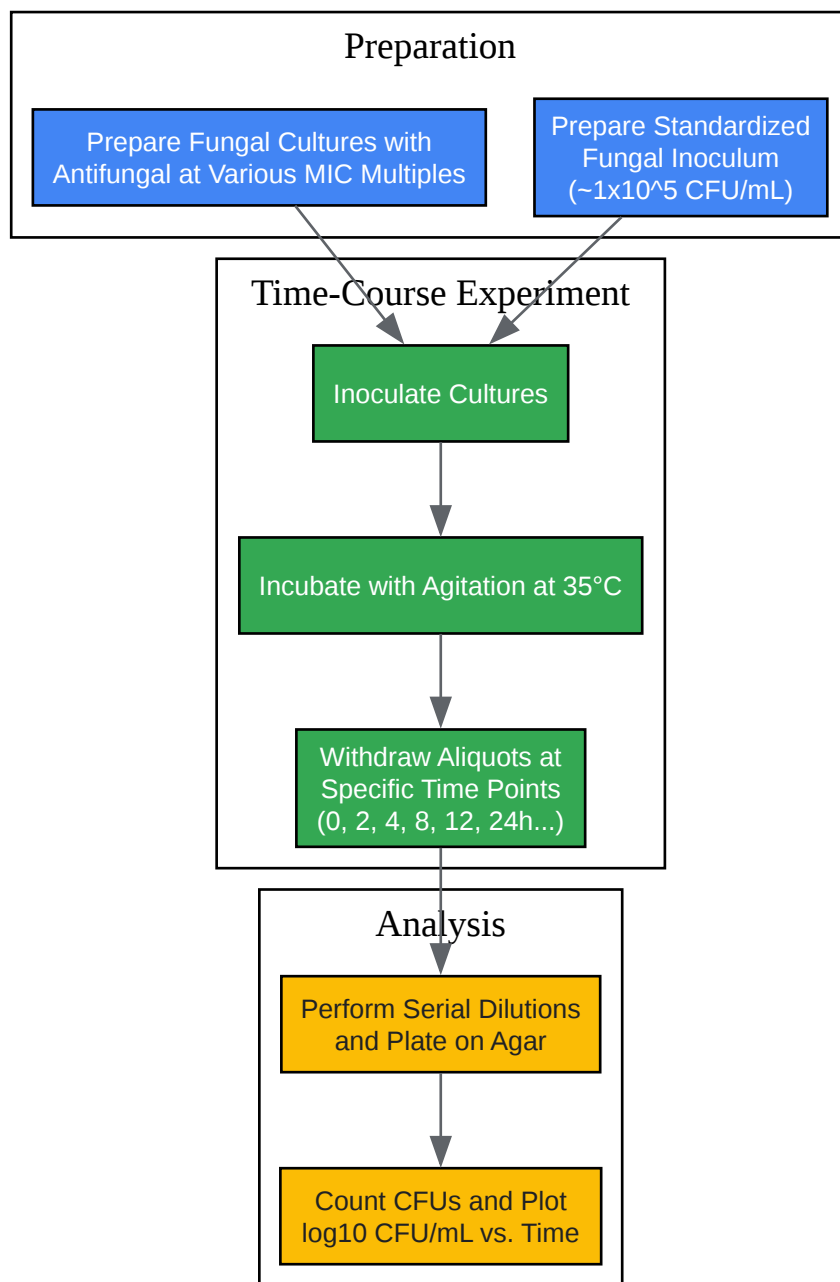 Preparation
Prepare Fungal Cultures with
Antifungal at Various MIC Multiples
Prepare Standardized
Fungal Inoculum
(~1x10^5 CFU/mL)
Time-Course Experiment
Inoculate Cultures
Incubate with Agitation at 35°C
Withdraw Aliquots at
Specific Time Points
(0, 2, 4, 8, 12, 24h...)
Analysis
Perform Serial Dilutions
and Plate on Agar
Count CFUs and Plot
log10 CFU/mL vs. Time